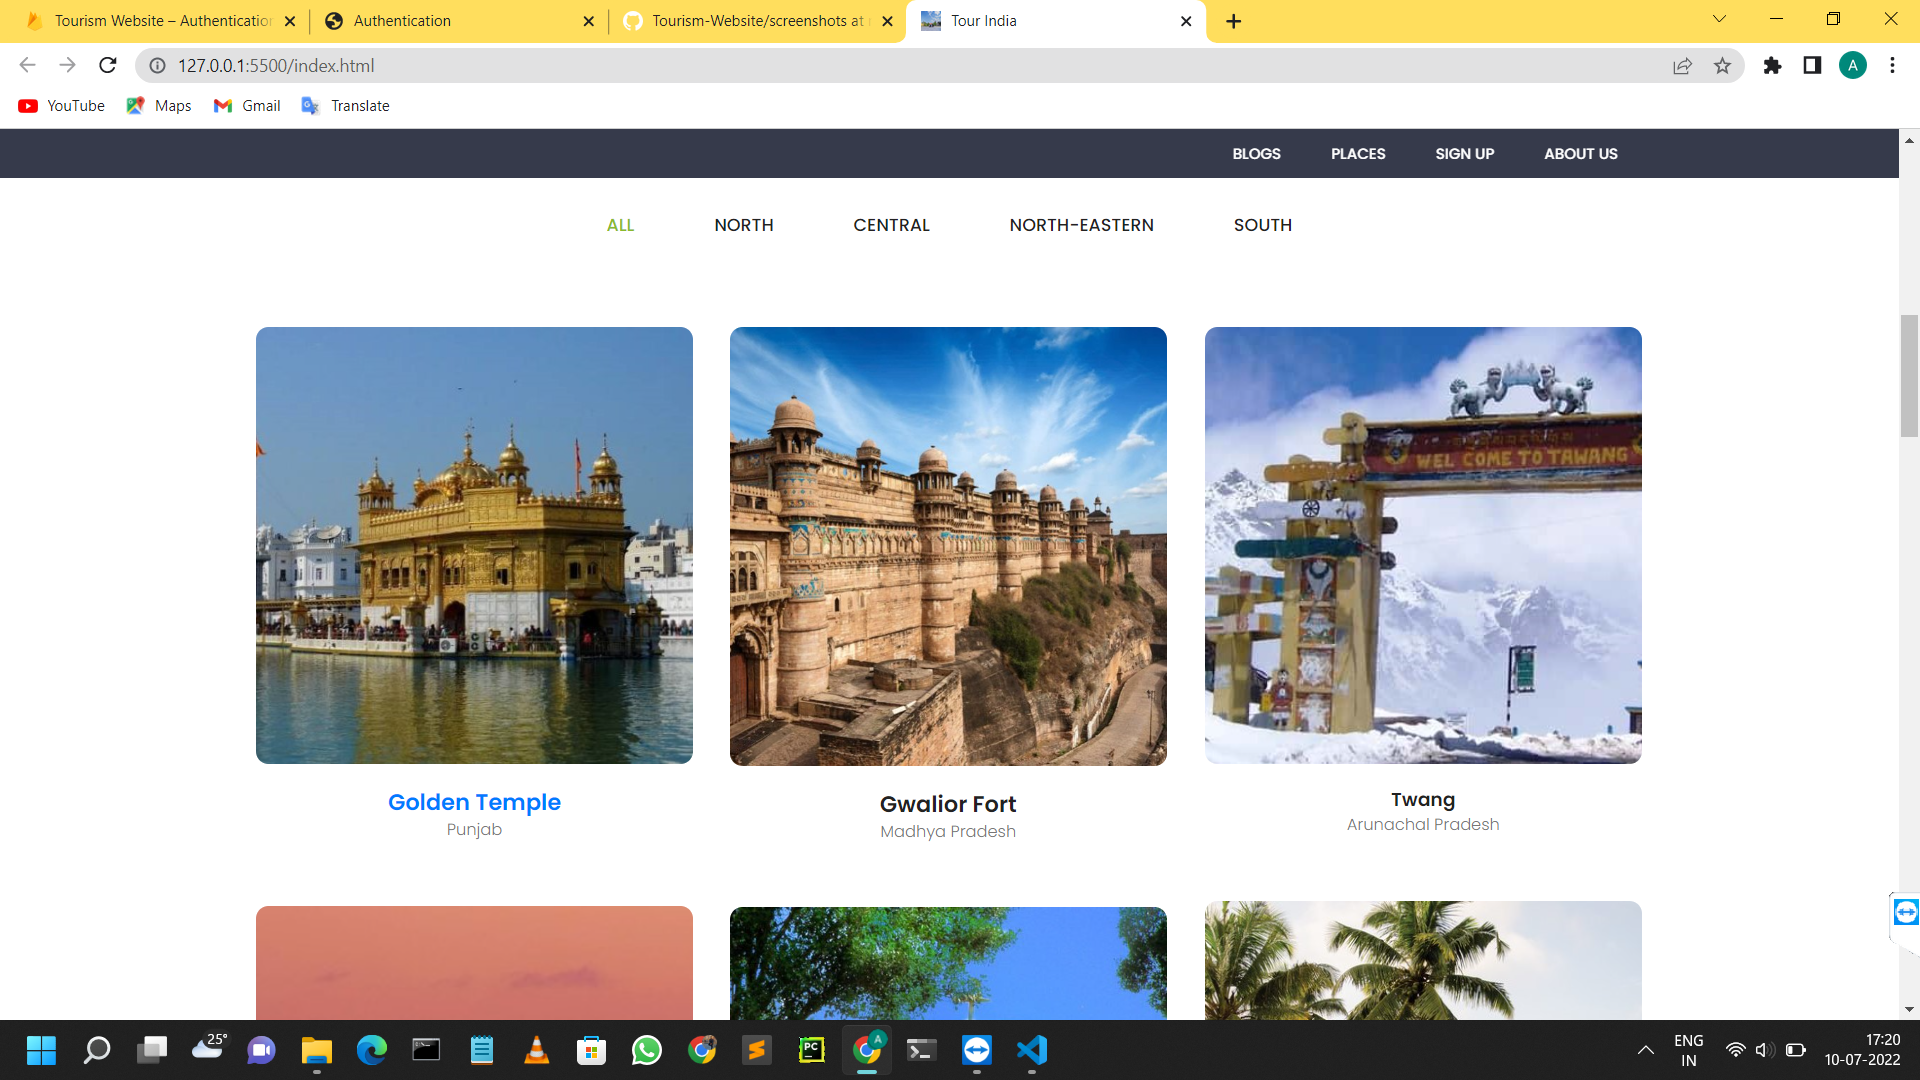 Tourism Website – Authentication
Authentication
Tourism-Website/screenshots at
Tour India
127.0.0.1:5500/index.html
A
YouTube
Maps
Gmail
Translate
BLOGS
PLACES
SIGN UP
ABOUT US
ALL
NORTH
CENTRAL
NORTH-EASTERN
SOUTH
WEL COME TO TAWANG
Golden Temple
Punjab
Gwalior Fort
Madhya Pradesh
Twang
Arunachal Pradesh
25°
PC
A
ENG
IN
17:20
10-07-2022